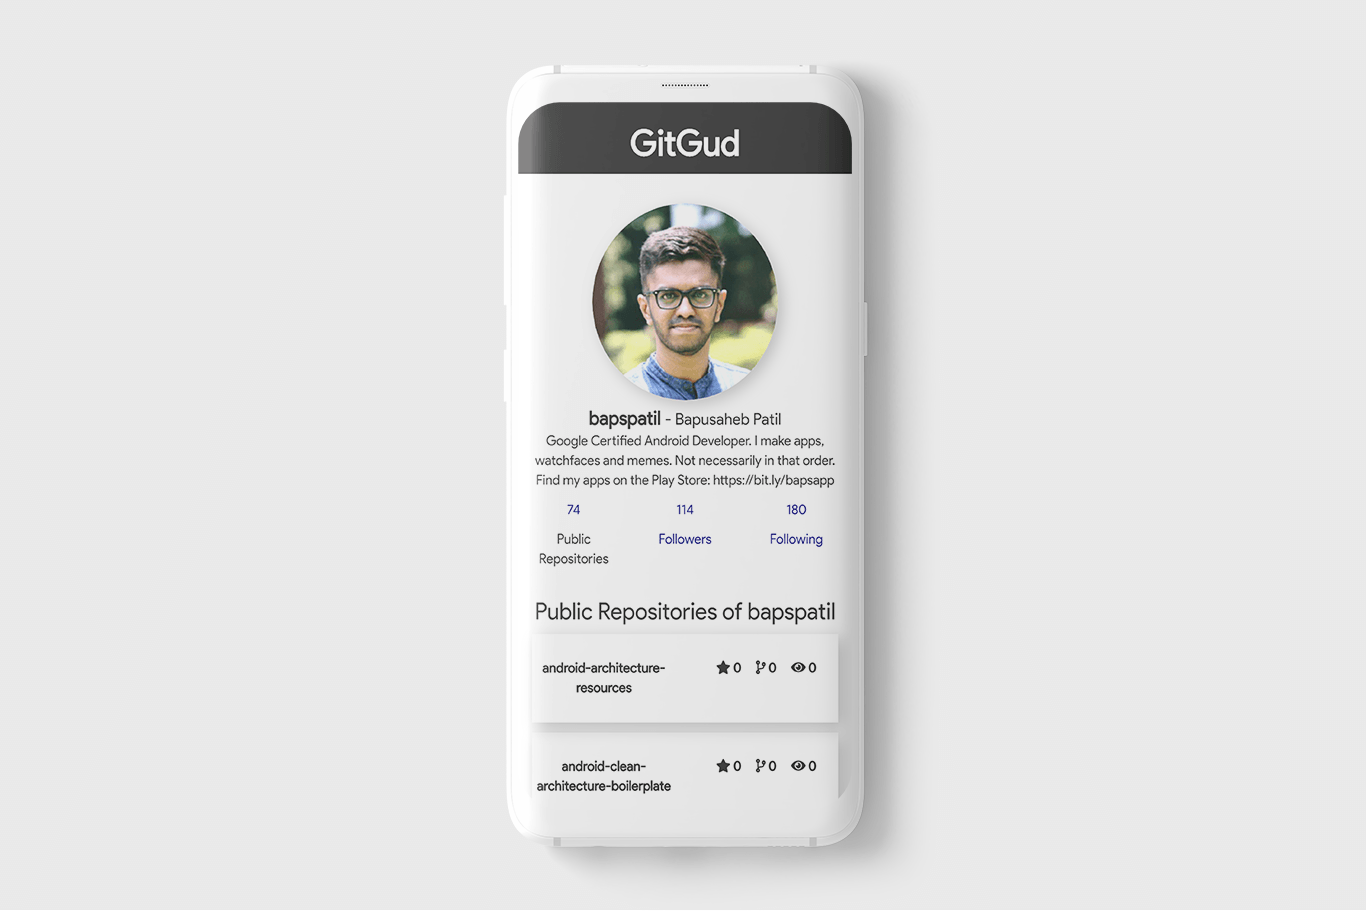 GitGud
bapspatil - Bapusaheb Patil
Google Certified Android Developer. I make apps,
watchfaces and memes. Not necessarily in that order.
Find my apps on the Play Store: https://bit.ly/bapsapp
74 114 180
Public Followers Following
Repositories
Public Repositories of bapspatil
android-architecture- 0 0 0
resources
android-clean- 0 0 0
architecture-boilerplate